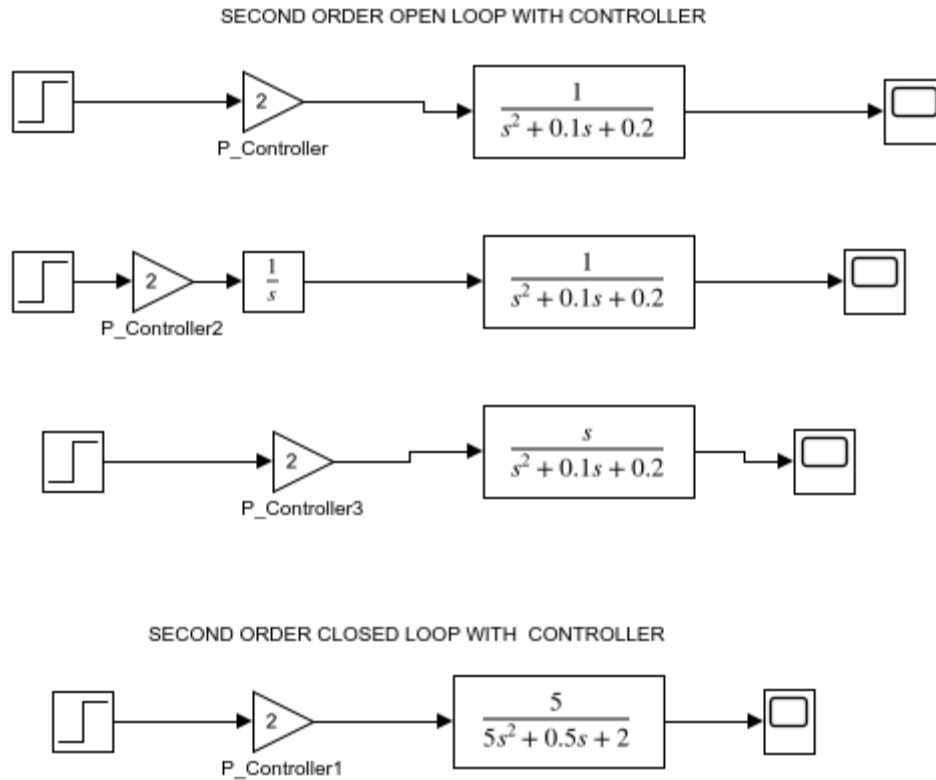 SECOND ORDER OPEN LOOP WITH CONTROLLER
2
P_Controller
1
s² + 0.1s + 0.2
2
P_Controller2
1
s
1
s² + 0.1s + 0.2
2
P_Controller3
s
s² + 0.1s + 0.2
SECOND ORDER CLOSED LOOP WITH  CONTROLLER
2
P_Controller1
5
5s² + 0.5s + 2